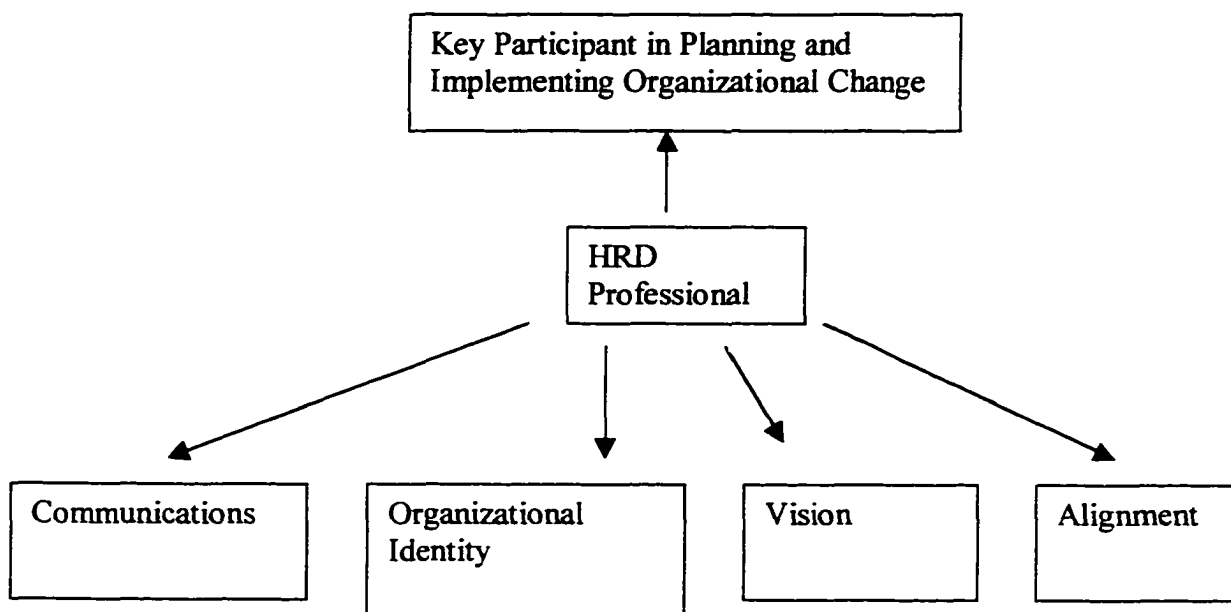 Key Participant in Planning and
Implementing Organizational Change
HRD
Professional
Communications
Organizational
Identity
Vision
Alignment